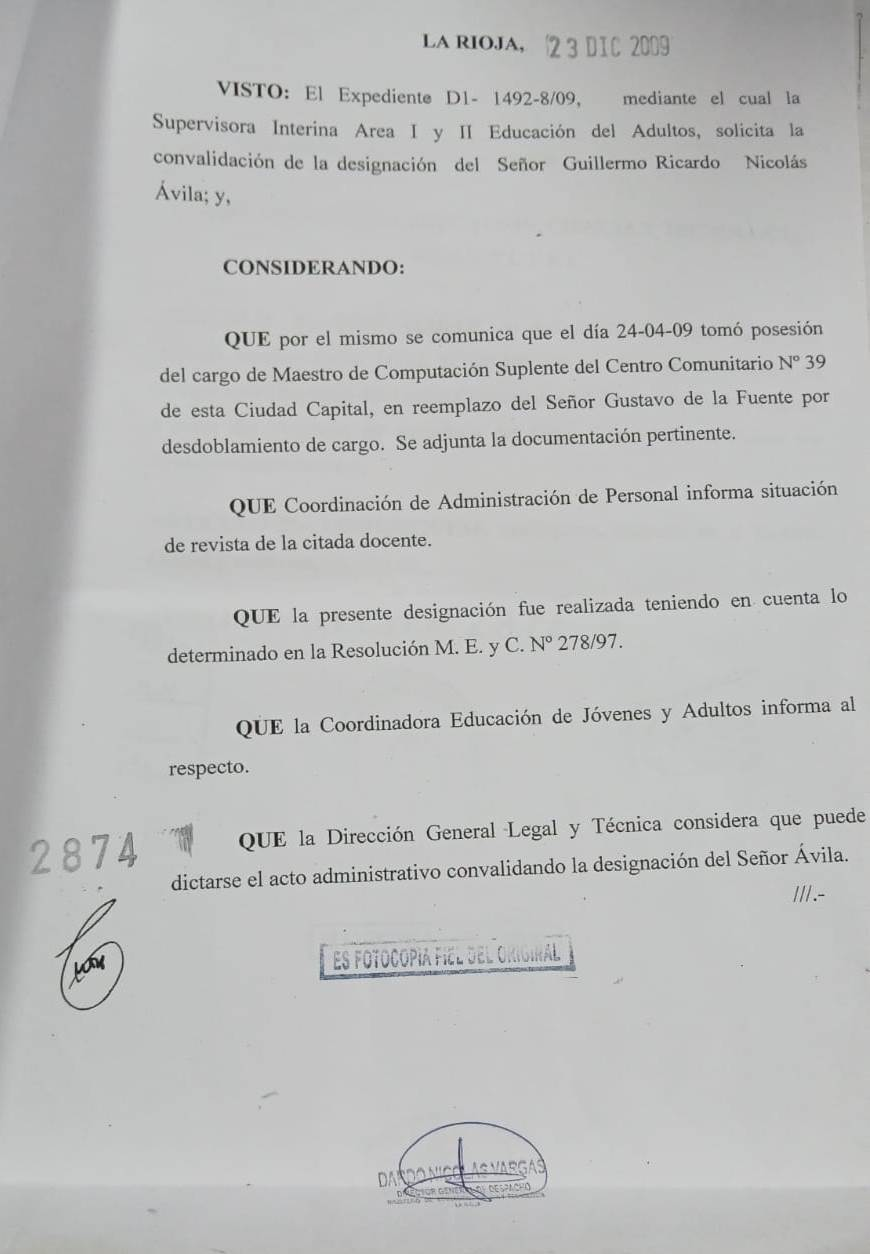 LA RIOJA, 23 DIC 2009
VISTO: El Expediente D1- 1492-8/09, mediante el cual la
Supervisora Interina Area I y II Educación del Adultos, solicita la
convalidación de la designación del Señor Guillermo Ricardo Nicolás
Ávila; y,
CONSIDERANDO:
QUE por el mismo se comunica que el día 24-04-09 tomó posesión
del cargo de Maestro de Computación Suplente del Centro Comunitario Nº 39
de esta Ciudad Capital, en reemplazo del Señor Gustavo de la Fuente por
desdoblamiento de cargo. Se adjunta la documentación pertinente.
QUE Coordinación de Administración de Personal informa situación
de revista de la citada docente.
QUE la presente designación fue realizada teniendo en cuenta lo
determinado en la Resolución M. E. y C. Nº 278/97.
QUE la Coordinadora Educación de Jóvenes y Adultos informa al
respecto.
2874
QUE la Dirección General Legal y Técnica considera que puede
dictarse el acto administrativo convalidando la designación del Señor Ávila.
///.-
ES FOTOCOPIA FIEL DEL ORIGINAL
DARDO NICOLAS VARGAS
DIRECTOR GENERAL DE DESPACHO